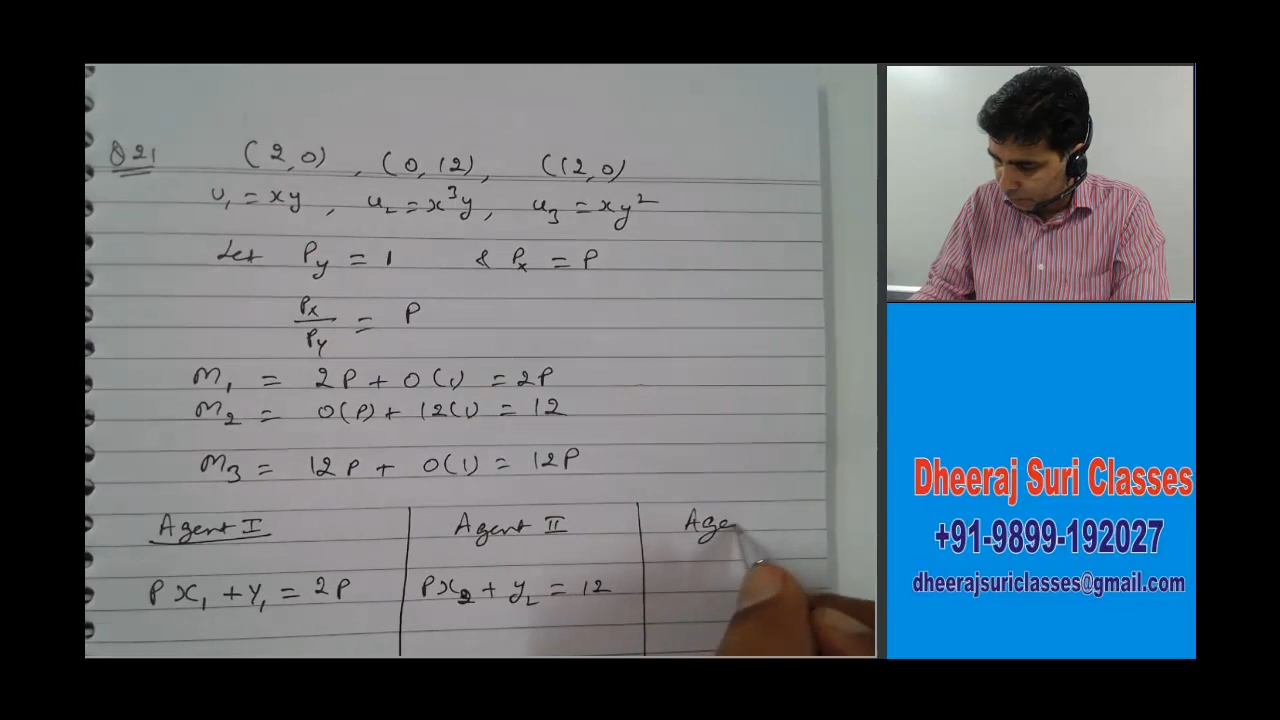 Q 21 (2,0) , (0,12), (12,0)
u₁ = xy , u₂ = x³y, u₃ = xy²
Let Py = 1 & Px = P
Px/Py = P
M₁ = 2P + 0(1) = 2P
M₂ = 0(P) + 12(1) = 12
M₃ = 12P + 0(1) = 12P
Agent I Agent II Age
Px₁ + y₁ = 2P Px₂ + y₂ = 12
Dheeraj Suri Classes
+91-9899-192027
dheerajsuriclasses@gmail.com